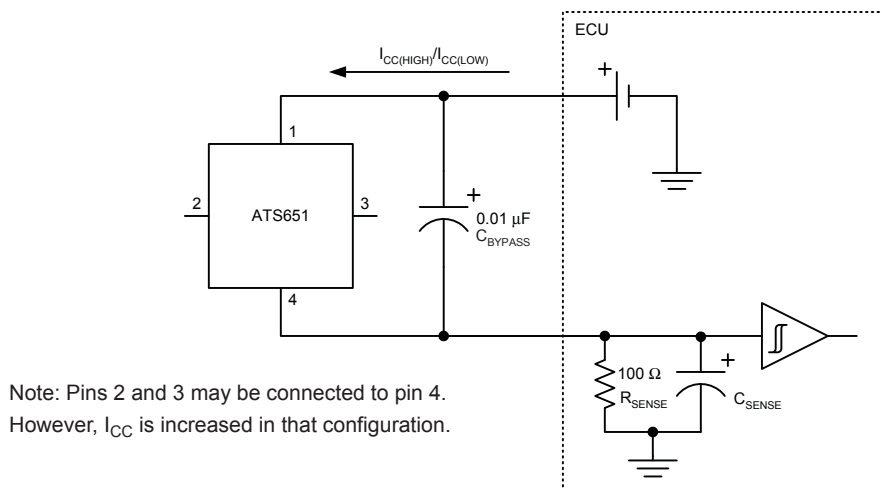 ECU
I_CC(HIGH)/I_CC(LOW)
+
1
2
ATS651
3
+
0.01 μF
C_BYPASS
4
+
100 Ω
R_SENSE
C_SENSE
Note: Pins 2 and 3 may be connected to pin 4.
However, I_CC is increased in that configuration.